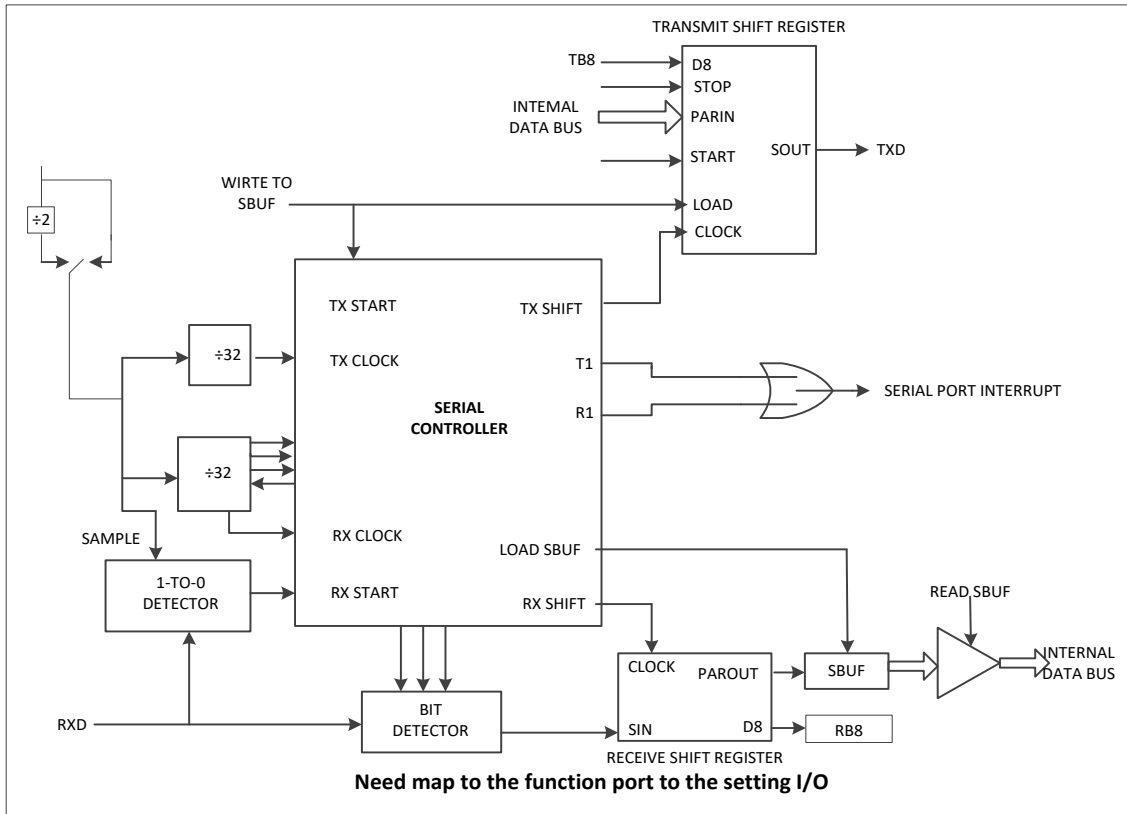 TRANSMIT SHIFT REGISTER
TB8
D8
STOP
INTEMAL
DATA BUS
PARIN
START
SOUT
TXD
WIRTE TO
SBUF
LOAD
CLOCK
÷2
TX START
TX SHIFT
÷32
TX CLOCK
T1
R1
SERIAL PORT INTERRUPT
SERIAL
CONTROLLER
÷32
SAMPLE
RX CLOCK
LOAD SBUF
1-TO-0
DETECTOR
RX START
RX SHIFT
READ SBUF
CLOCK
PAROUT
SBUF
INTERNAL
DATA BUS
RXD
BIT
DETECTOR
SIN
D8
RB8
RECEIVE SHIFT REGISTER
Need map to the function port to the setting I/O